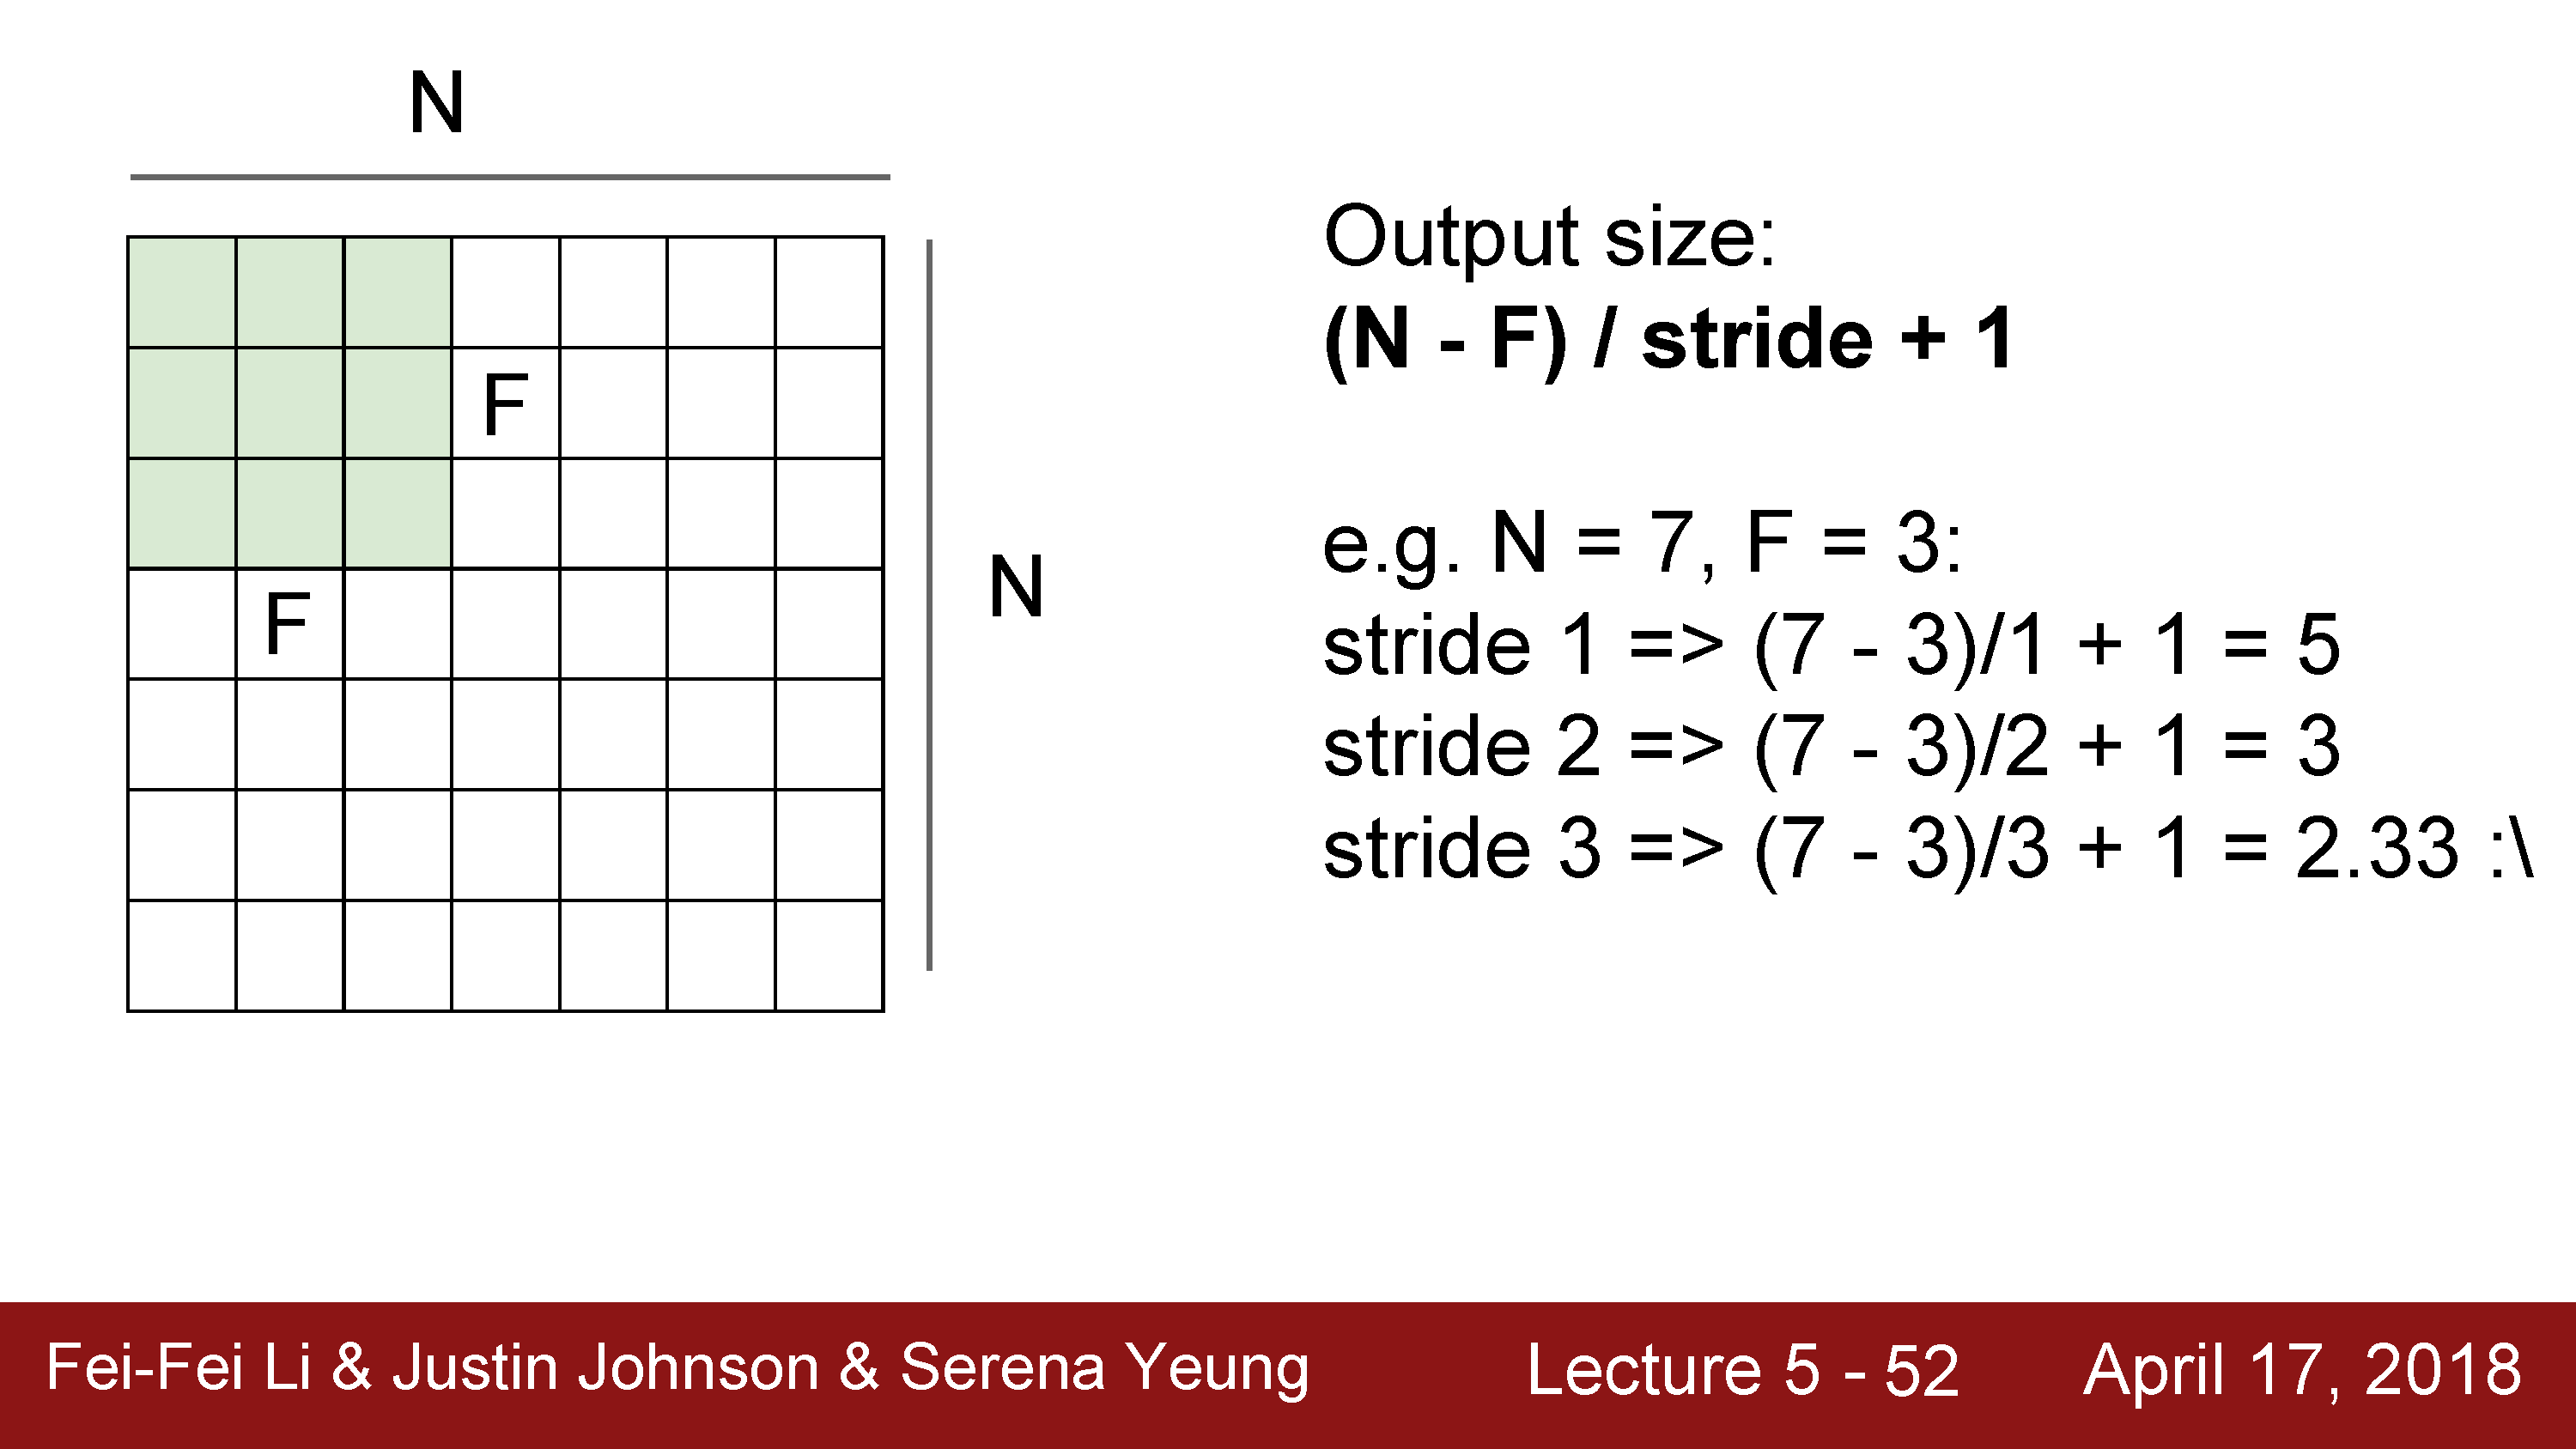 N
F
F
N
Output size:
(N - F) / stride + 1
e.g. N = 7, F = 3:
stride 1 => (7 - 3)/1 + 1 = 5
stride 2 => (7 - 3)/2 + 1 = 3
stride 3 => (7 - 3)/3 + 1 = 2.33 :\
Fei-Fei Li & Justin Johnson & Serena Yeung
Lecture 5 - 52
April 17, 2018